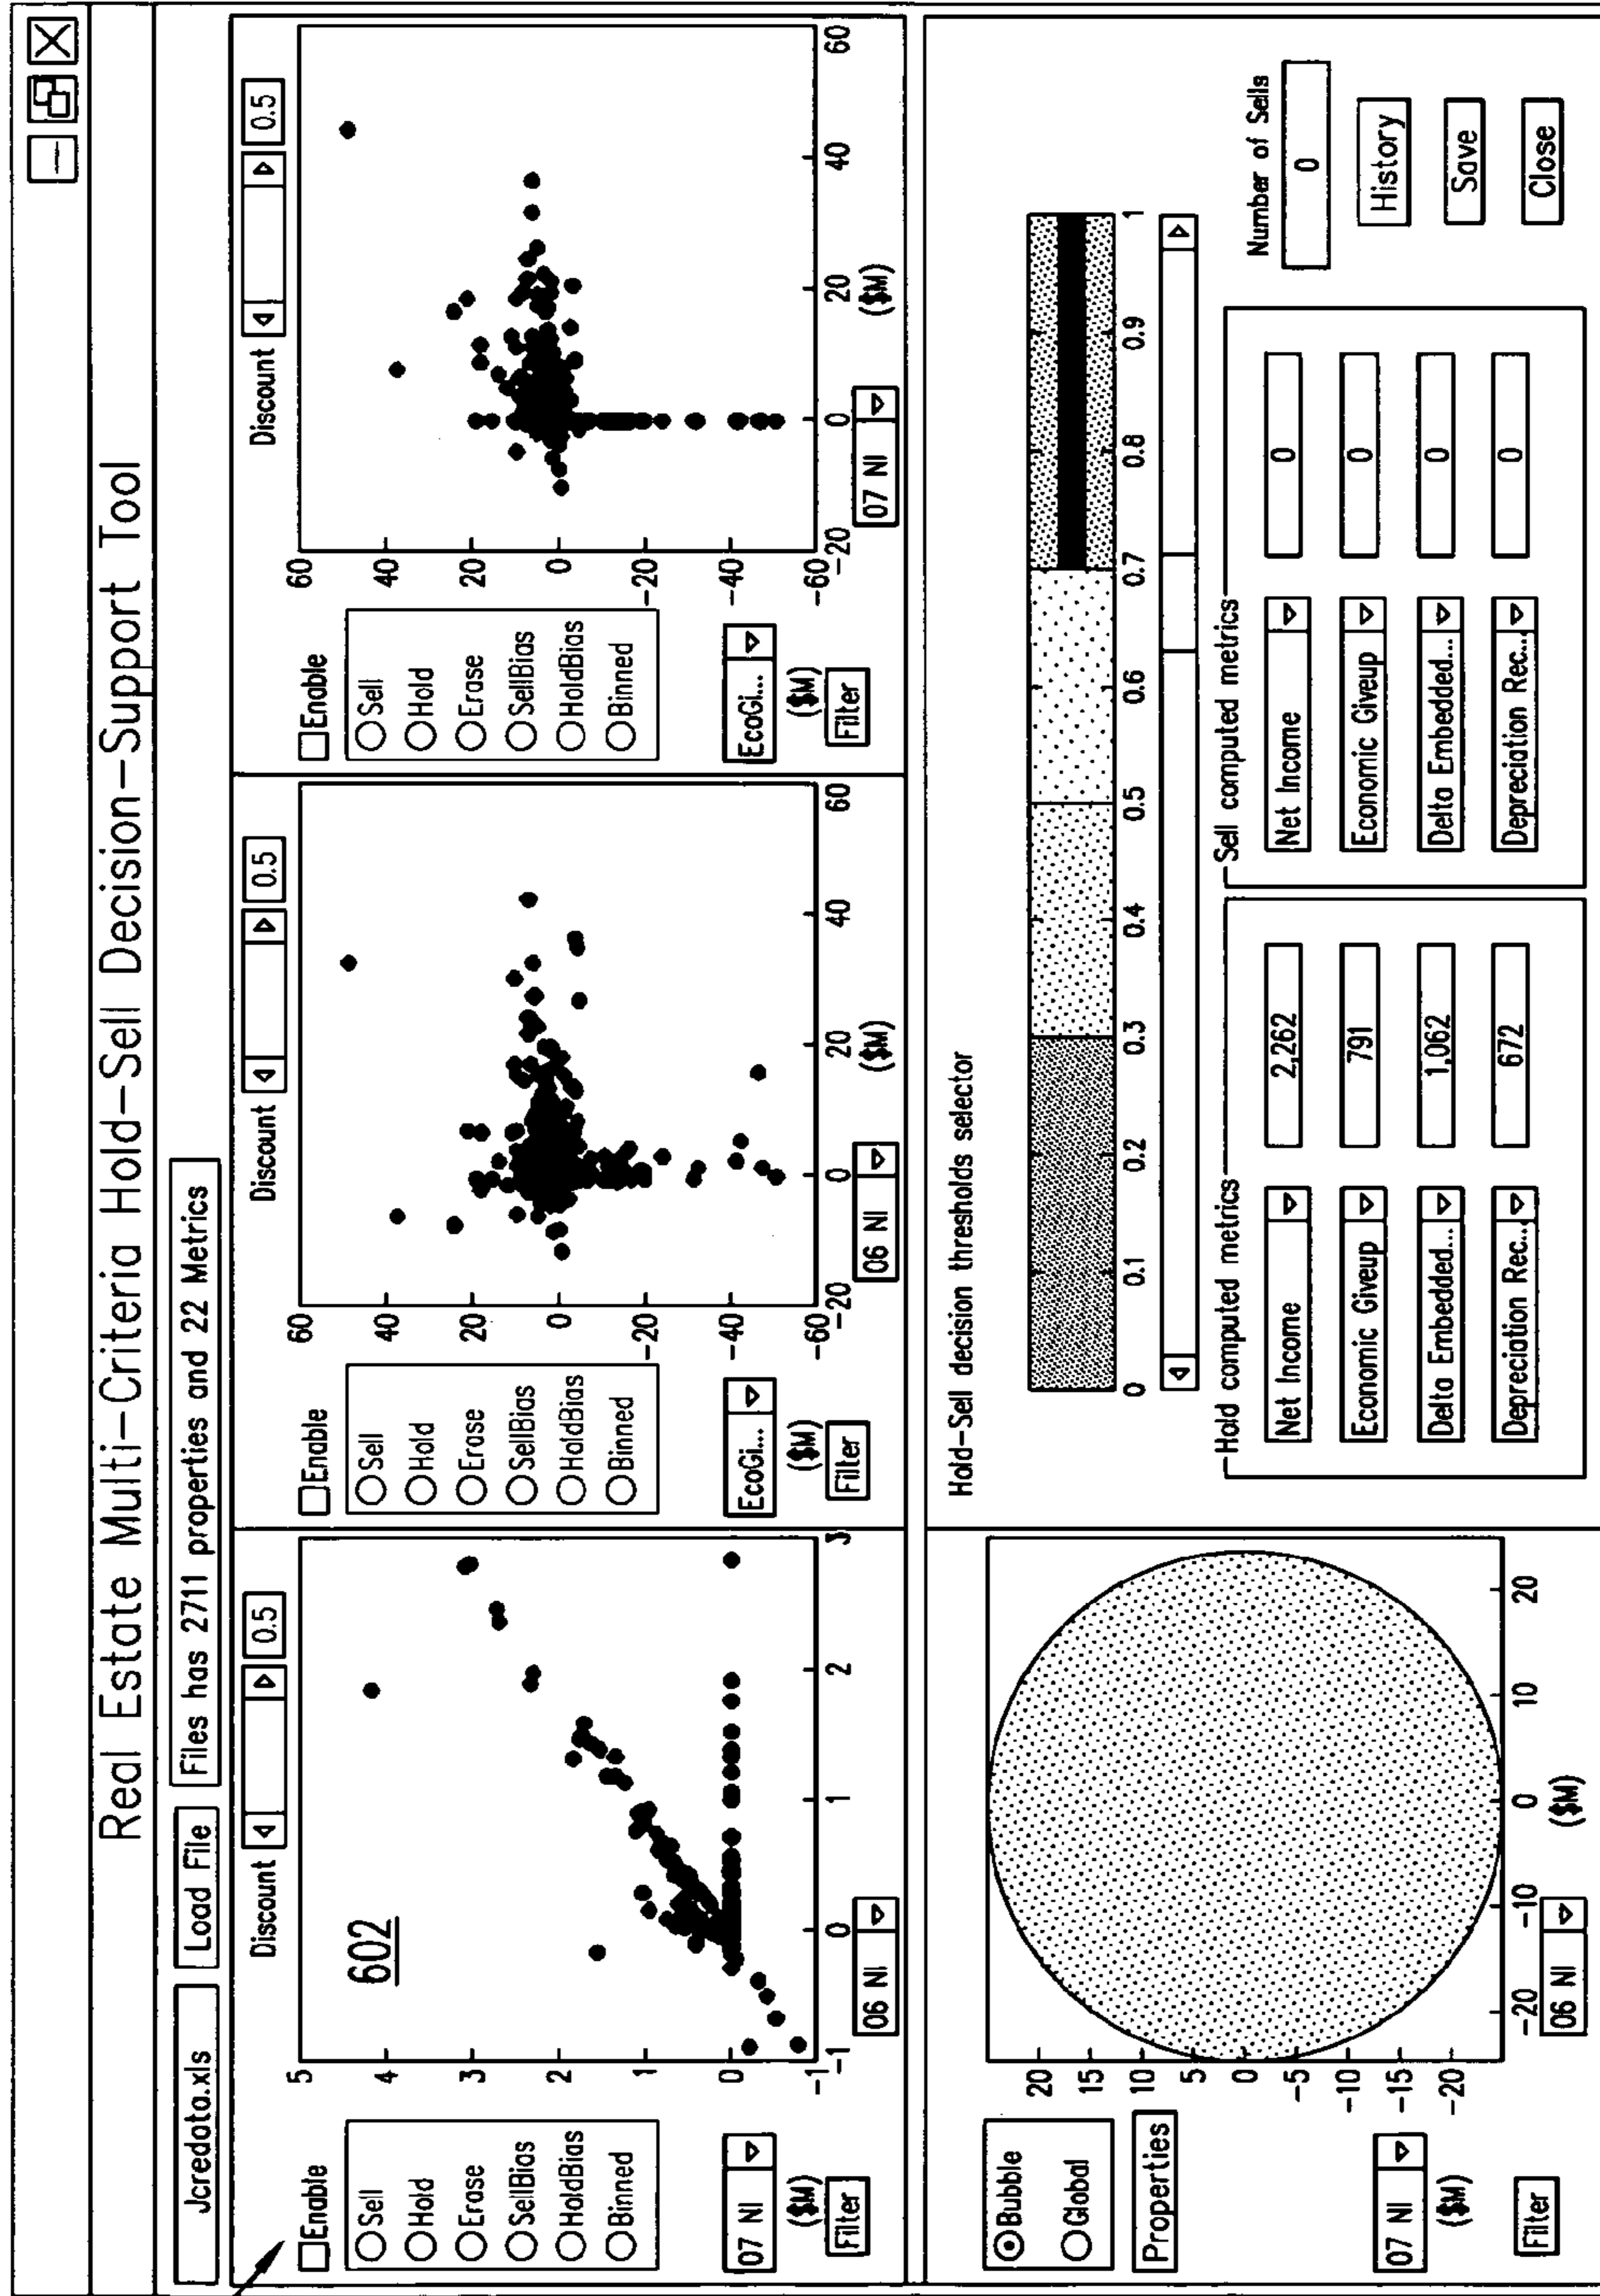 Real Estate Multi-Criteria Hold-Sell Decision-Support Tool
Jcredata.xls Load File Files has 2711 properties and 22 Metrics
Discount 0.5
Enable
Sell
Hold
Erase
SellBias
HoldBias
Binned
07 NI
($M)
Filter
602
5
4
3
2
1
0
-1
-1 0 1 2 3
06 NI ($M)
Discount 0.5
Enable
Sell
Hold
Erase
SellBias
HoldBias
Binned
EcoGi...
($M)
Filter
60
40
20
0
-20
-40
-60
-20 0 20 40 60
06 NI ($M)
Discount 0.5
Enable
Sell
Hold
Erase
SellBias
HoldBias
Binned
EcoGi...
($M)
Filter
60
40
20
0
-20
-40
-60
-20 0 20 40 60
07 NI ($M)
Bubble
Global
Properties
07 NI
($M)
Filter
20
15
10
5
0
-5
-10
-15
-20
-20 -10 0 10 20
06 NI ($M)
Hold-Sell decision thresholds selector
0 0.1 0.2 0.3 0.4 0.5 0.6 0.7 0.8 0.9 1
Hold computed metrics
Net Income 2,262
Economic Giveup 791
Delta Embedded... 1,062
Depreciation Rec... 672
Sell computed metrics
Net Income 0
Economic Giveup 0
Delta Embedded... 0
Depreciation Rec... 0
Number of Sells
0
History
Save
Close